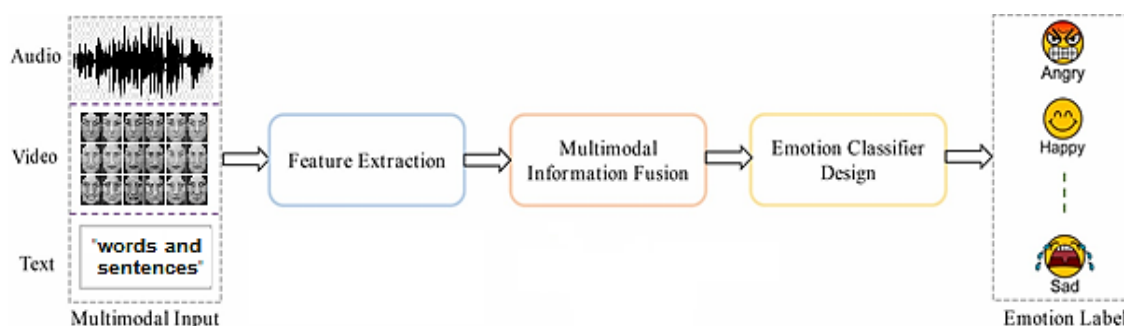 Audio
Video
Text
"words and
sentences"
Multimodal Input
Feature Extraction
Multimodal
Information Fusion
Emotion Classifier
Design
Angry
Happy
Sad
Emotion Label